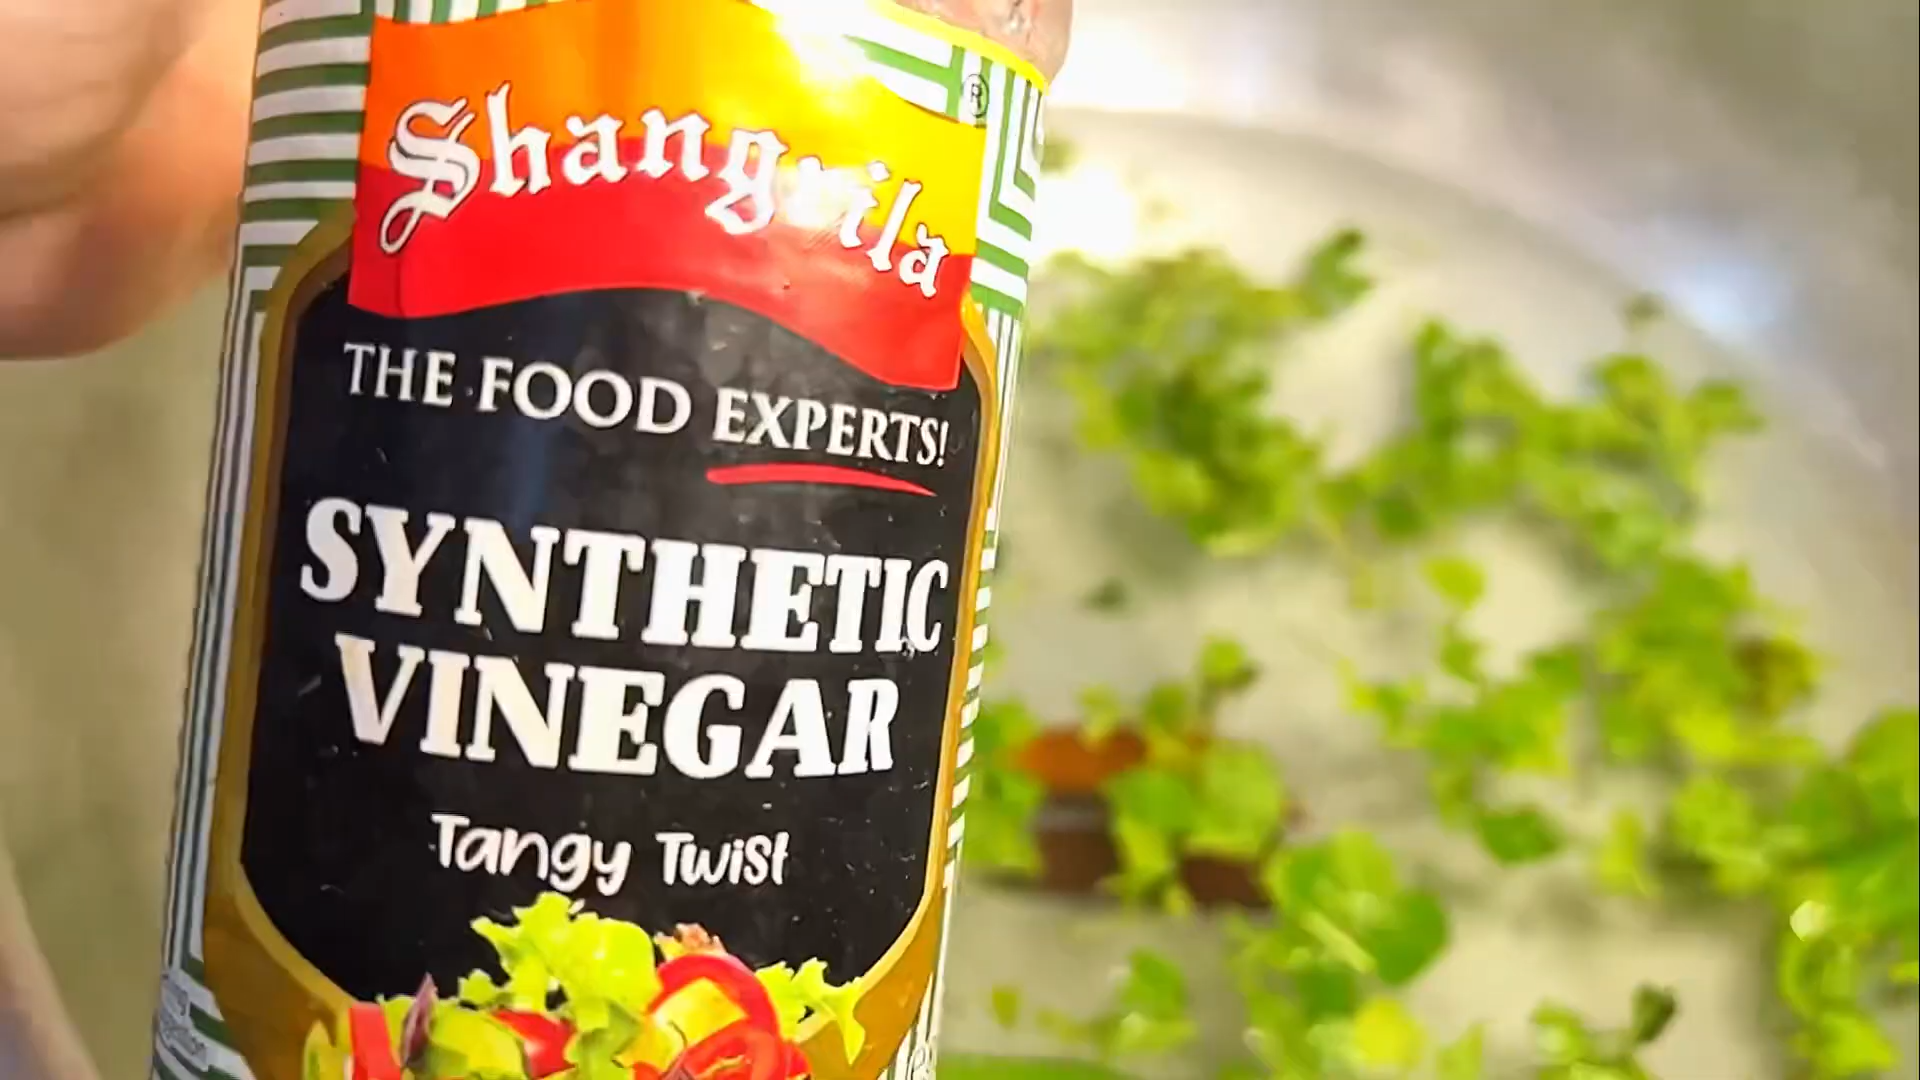 Shangrila
®
THE FOOD EXPERTS!
SYNTHETIC
VINEGAR
Tangy Twist